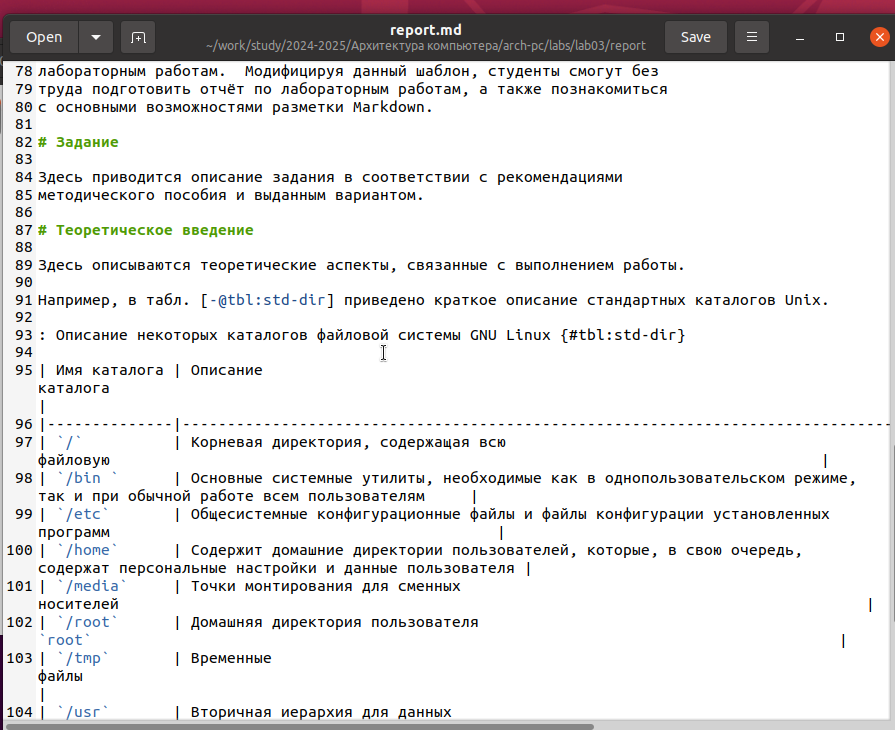 Open
report.md
~/work/study/2024-2025/Архитектура компьютера/arch-pc/labs/lab03/report
Save
78 лабораторным работам.  Модифицируя данный шаблон, студенты смогут без
79 труда подготовить отчёт по лабораторным работам, а также познакомиться
80 с основными возможностями разметки Markdown.
81
82 # Задание
83
84 Здесь приводится описание задания в соответствии с рекомендациями
85 методического пособия и выданным вариантом.
86
87 # Теоретическое введение
88
89 Здесь описываются теоретические аспекты, связанные с выполнением работы.
90
91 Например, в табл. [-@tbl:std-dir] приведено краткое описание стандартных каталогов Unix.
92
93 : Описание некоторых каталогов файловой системы GNU Linux {#tbl:std-dir}
94
95 | Имя каталога | Описание
каталога
|
96 |--------------|-------------------------------------------------------------------------------
97 | `/`          | Корневая директория, содержащая всю
файловую |
98 | `/bin `      | Основные системные утилиты, необходимые как в однопользовательском режиме,
так и при обычной работе всем пользователям     |
99 | `/etc`       | Общесистемные конфигурационные файлы и файлы конфигурации установленных
программ |
100 | `/home`      | Содержит домашние директории пользователей, которые, в свою очередь,
содержат персональные настройки и данные пользователя |
101 | `/media`     | Точки монтирования для сменных
носителей |
102 | `/root`      | Домашняя директория пользователя
`root` |
103 | `/tmp`       | Временные
файлы
|
104 | `/usr`       | Вторичная иерархия для данных